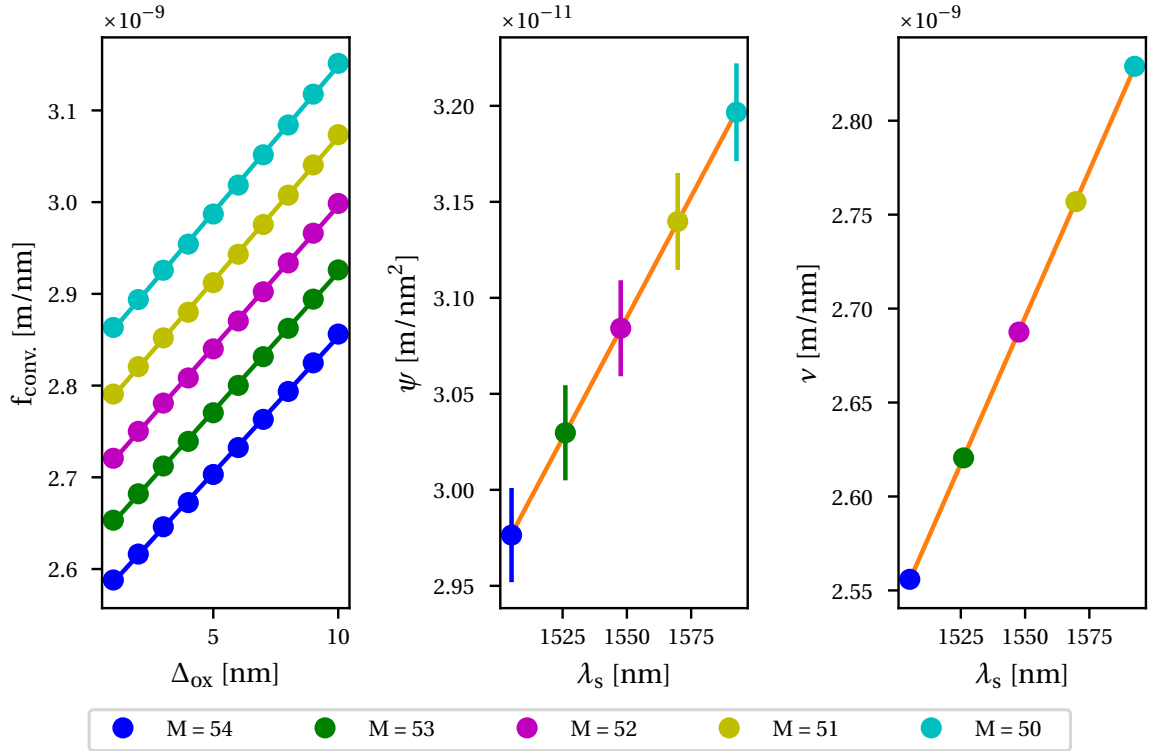 ×10⁻⁹
3.1
3.0
2.9
2.8
2.7
2.6
f_conv. [m/nm]
5
10
Δ_ox [nm]
×10⁻¹¹
3.20
3.15
3.10
3.05
3.00
2.95
ψ [m/nm²]
1525
1550
1575
λ_s [nm]
×10⁻⁹
2.80
2.75
2.70
2.65
2.60
2.55
ν [m/nm]
1525
1550
1575
λ_s [nm]
M = 54
M = 53
M = 52
M = 51
M = 50